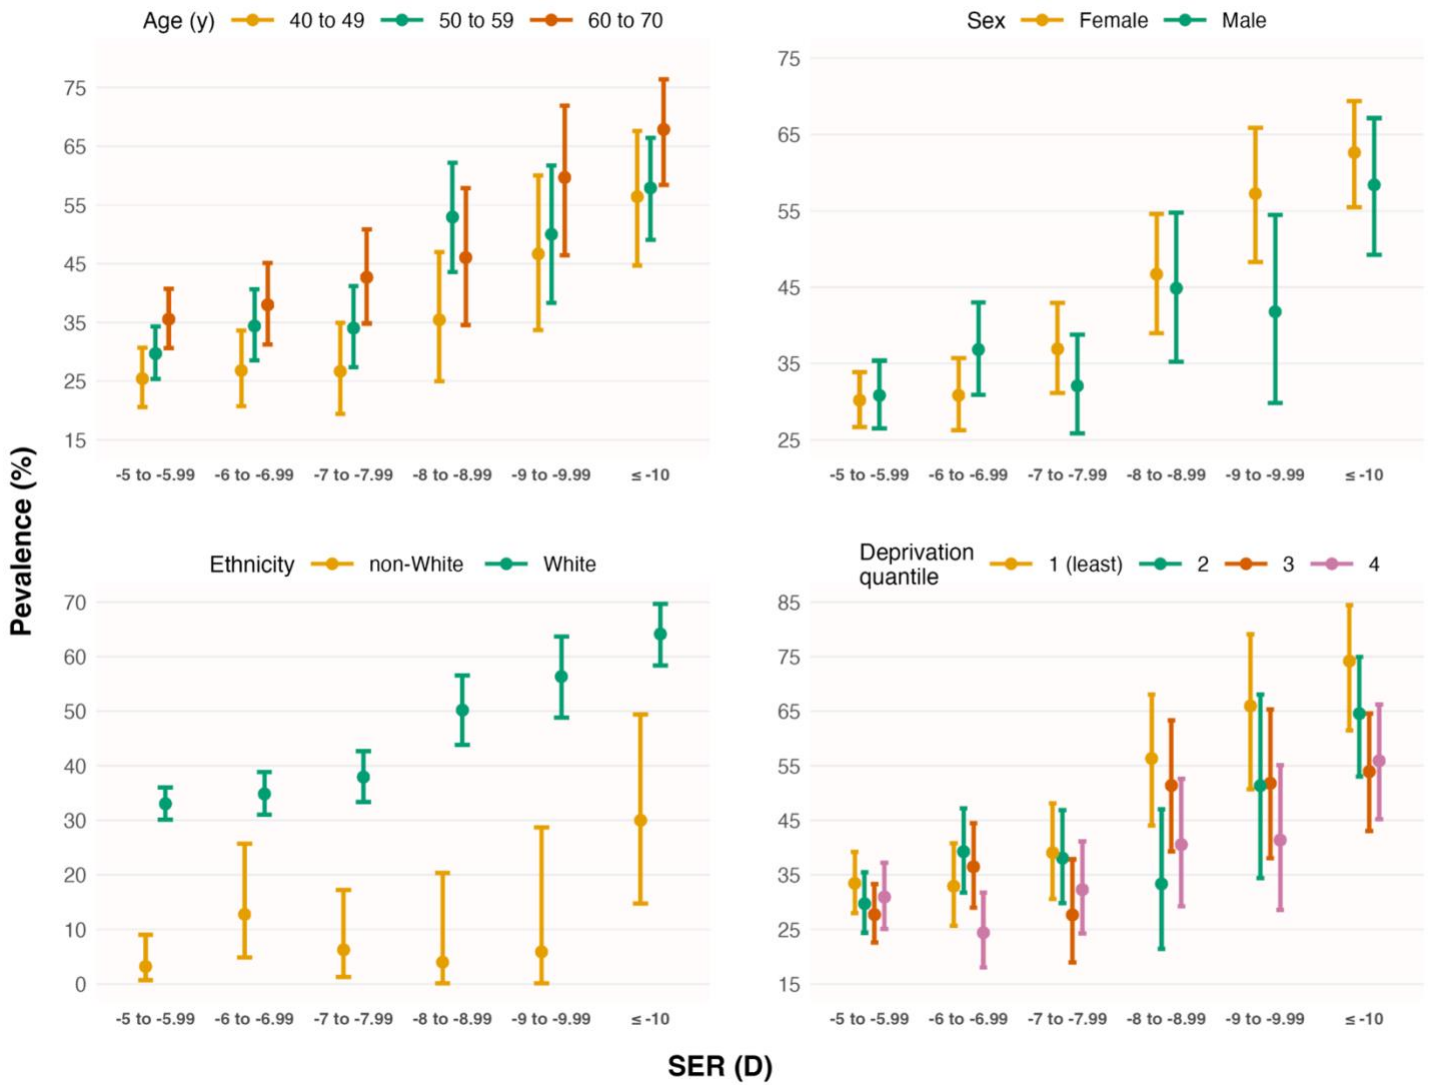 Age (y) 40 to 49 50 to 59 60 to 70
75
65
55
45
35
25
15
-5 to -5.99 -6 to -6.99 -7 to -7.99 -8 to -8.99 -9 to -9.99 ≤ -10
Sex Female Male
75
65
55
45
35
25
-5 to -5.99 -6 to -6.99 -7 to -7.99 -8 to -8.99 -9 to -9.99 ≤ -10
Pevalence (%)
Ethnicity non-White White
70
60
50
40
30
20
10
0
-5 to -5.99 -6 to -6.99 -7 to -7.99 -8 to -8.99 -9 to -9.99 ≤ -10
Deprivation
quantile 1 (least) 2 3 4
85
75
65
55
45
35
25
15
-5 to -5.99 -6 to -6.99 -7 to -7.99 -8 to -8.99 -9 to -9.99 ≤ -10
SER (D)